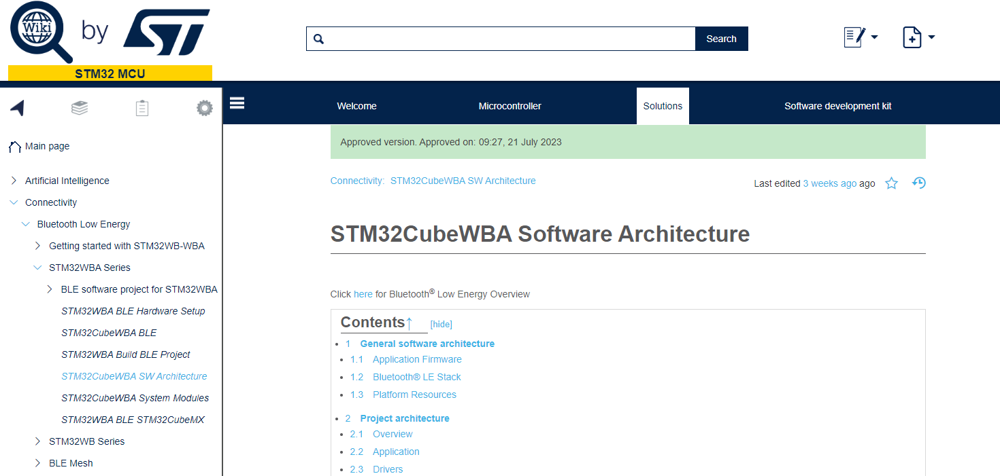 Wiki by ST
Search
STM32 MCU
Welcome
Microcontroller
Solutions
Software development kit
Main page
Artificial Intelligence
Connectivity
Bluetooth Low Energy
Getting started with STM32WB-WBA
STM32WBA Series
BLE software project for STM32WBA
STM32WBA BLE Hardware Setup
STM32CubeWBA BLE
STM32WBA Build BLE Project
STM32CubeWBA SW Architecture
STM32CubeWBA System Modules
STM32WBA BLE STM32CubeMX
STM32WB Series
BLE Mesh
Approved version. Approved on: 09:27, 21 July 2023
Connectivity: STM32CubeWBA SW Architecture
Last edited 3 weeks ago ago
STM32CubeWBA Software Architecture
Click here for Bluetooth® Low Energy Overview
Contents↑ [hide]
• 1 General software architecture
• 1.1 Application Firmware
• 1.2 Bluetooth® LE Stack
• 1.3 Platform Resources
• 2 Project architecture
• 2.1 Overview
• 2.2 Application
• 2.3 Drivers